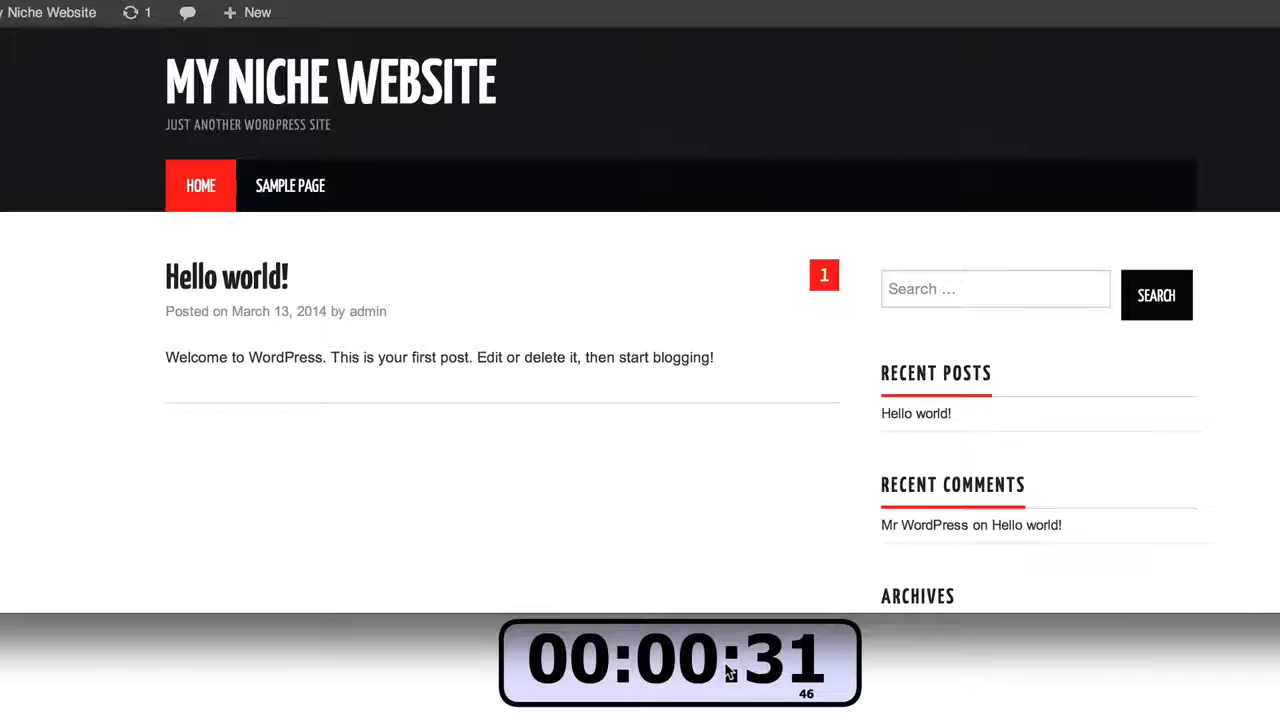 y Niche Website 1 New
MY NICHE WEBSITE
JUST ANOTHER WORDPRESS SITE
HOME SAMPLE PAGE
Hello world!
1
Posted on March 13, 2014 by admin
Welcome to WordPress. This is your first post. Edit or delete it, then start blogging!
Search …
SEARCH
RECENT POSTS
Hello world!
RECENT COMMENTS
Mr WordPress on Hello world!
ARCHIVES
00:00:31
46